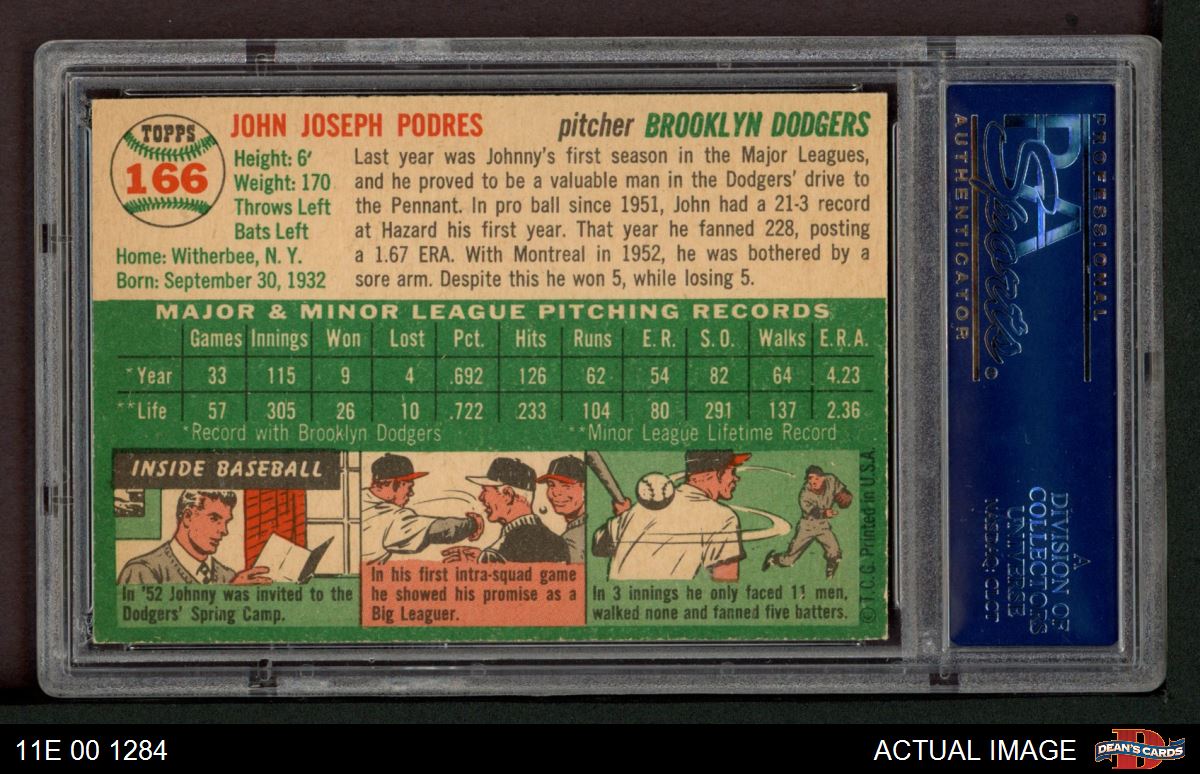 TOPPS
166
JOHN JOSEPH PODRES
pitcher BROOKLYN DODGERS
Height: 6'
Weight: 170
Throws Left
Bats Left
Home: Witherbee, N. Y.
Born: September 30, 1932
Last year was Johnny's first season in the Major Leagues,
and he proved to be a valuable man in the Dodgers' drive to
the Pennant. In pro ball since 1951, John had a 21-3 record
at Hazard his first year. That year he fanned 228, posting
a 1.67 ERA. With Montreal in 1952, he was bothered by a
sore arm. Despite this he won 5, while losing 5.
MAJOR & MINOR LEAGUE PITCHING RECORDS
Games Innings Won Lost Pct. Hits Runs E. R. S. O. Walks E.R.A.
*Year 33 115 9 4 .692 126 62 54 82 64 4.23
**Life 57 305 26 10 .722 233 104 80 291 137 2.36
*Record with Brooklyn Dodgers **Minor League Lifetime Record
INSIDE BASEBALL
In '52 Johnny was invited to the
Dodgers' Spring Camp.
In his first intra-squad game
he showed his promise as a
Big Leaguer.
In 3 innings he only faced 11 men,
walked none and fanned five batters.
© T.C.G. Printed in U.S.A.
PROFESSIONAL
PSA
Sports
AUTHENTICATOR
A
DIVISION OF
COLLECTORS
UNIVERSE
NASDAQ: CLCT
11E 00 1284
ACTUAL IMAGE
D
DEAN'S CARDS